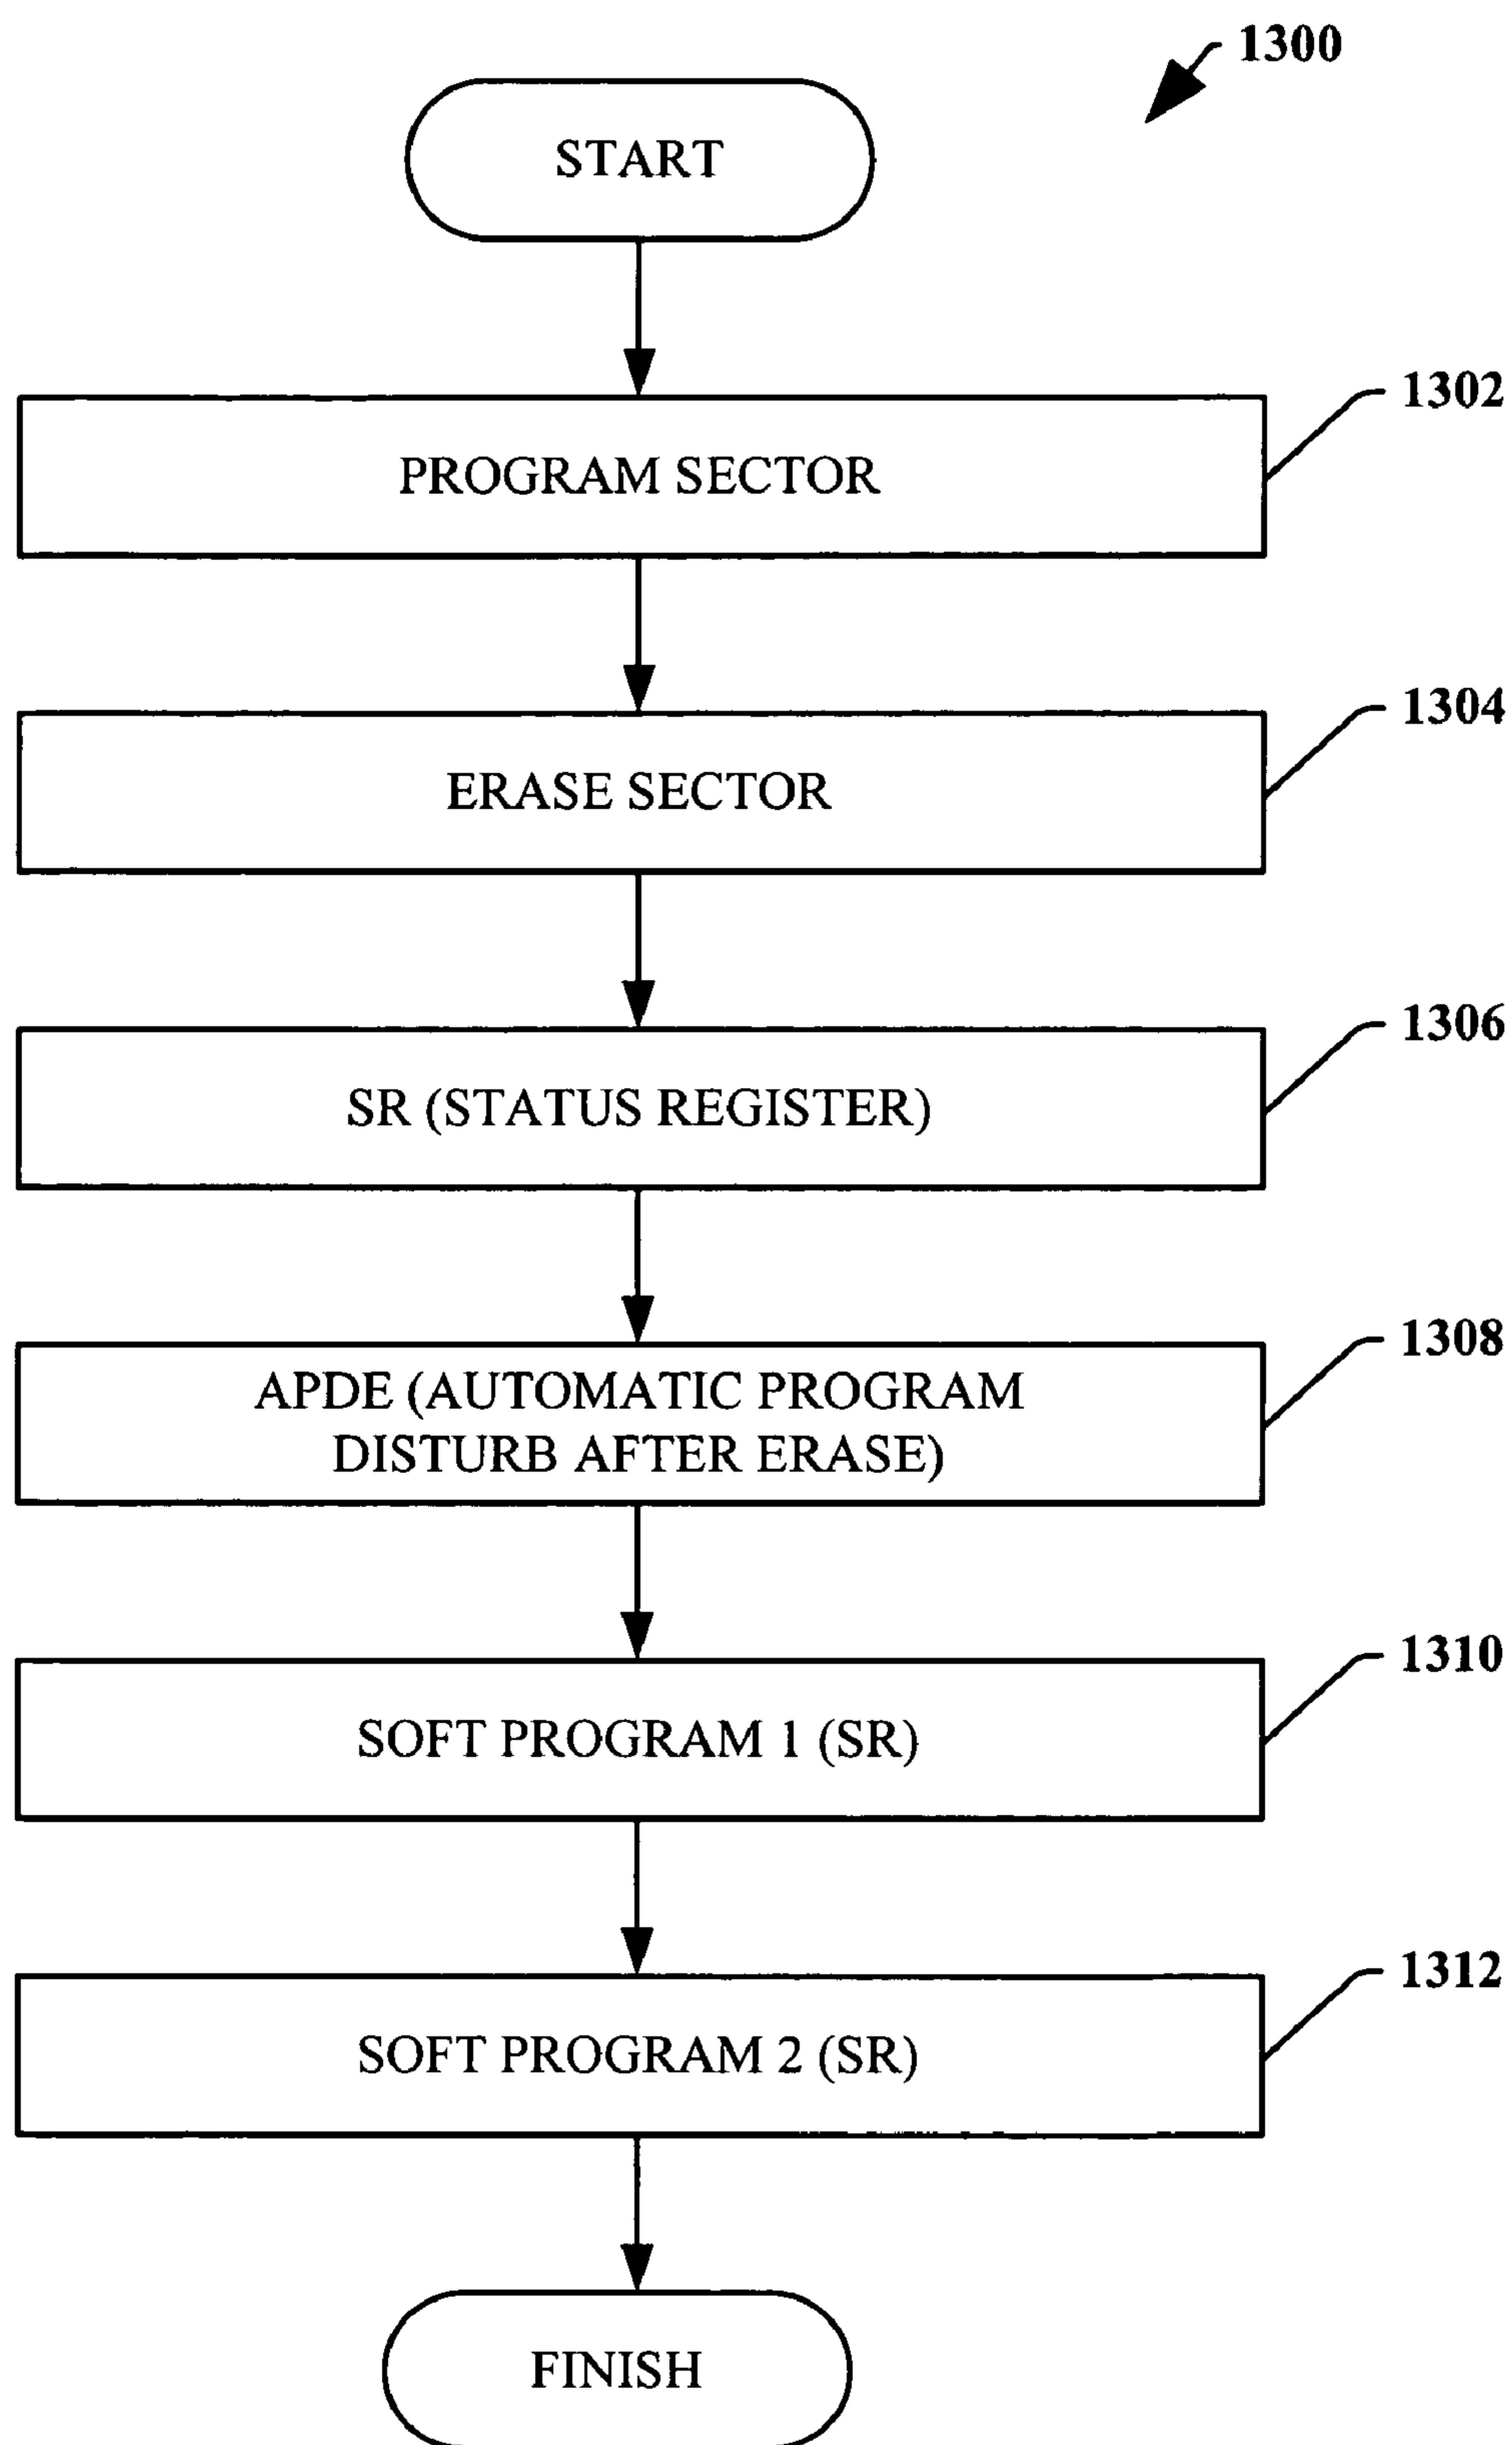 1300
START
1302
PROGRAM SECTOR
1304
ERASE SECTOR
1306
SR (STATUS REGISTER)
1308
APDE (AUTOMATIC PROGRAM
DISTURB AFTER ERASE)
1310
SOFT PROGRAM 1 (SR)
1312
SOFT PROGRAM 2 (SR)
FINISH